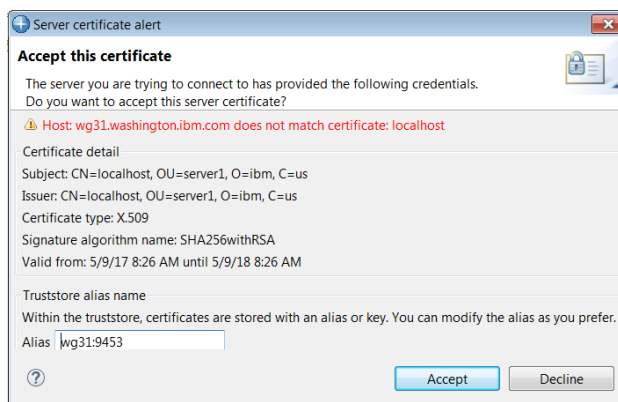 Server certificate alert
Accept this certificate
The server you are trying to connect to has provided the following credentials.
Do you want to accept this server certificate?
Host: wg31.washington.ibm.com does not match certificate: localhost
Certificate detail
Subject: CN=localhost, OU=server1, O=ibm, C=us
Issuer: CN=localhost, OU=server1, O=ibm, C=us
Certificate type: X.509
Signature algorithm name: SHA256withRSA
Valid from: 5/9/17 8:26 AM until 5/9/18 8:26 AM
Truststore alias name
Within the truststore, certificates are stored with an alias or key. You can modify the alias as you prefer.
Alias wg31:9453
Accept Decline